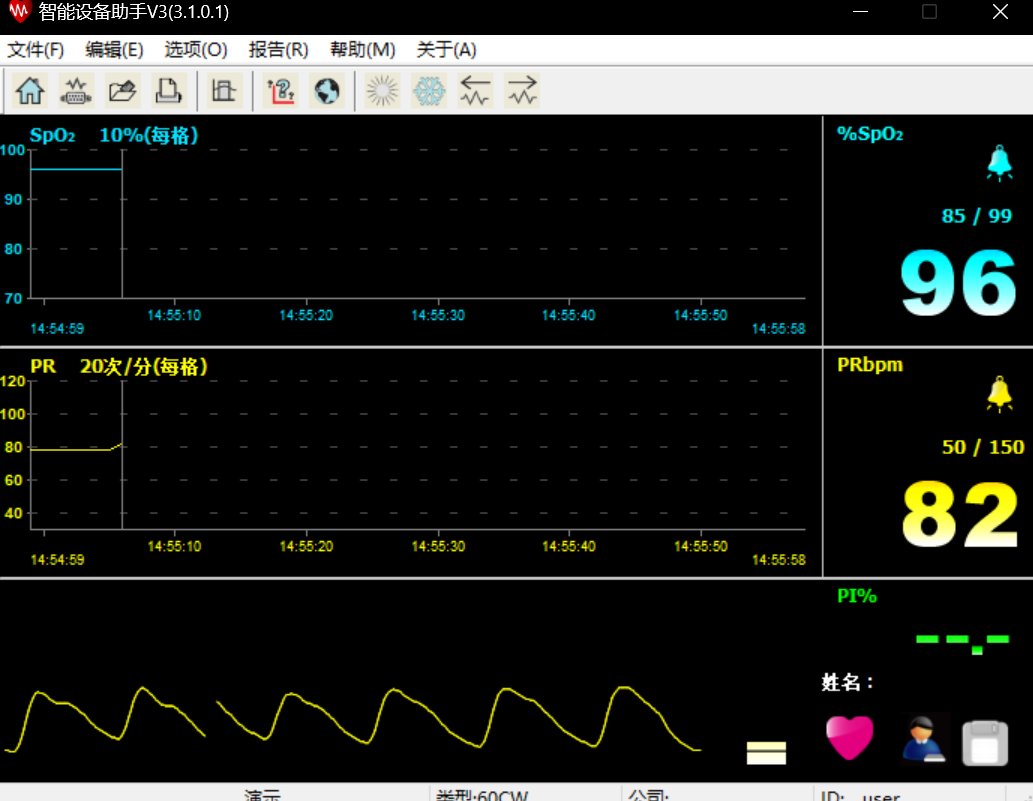 智能设备助手V3(3.1.0.1)
文件(F) 编辑(E) 选项(O) 报告(R) 帮助(M) 关于(A)
SpO₂ 10%(每格)
100
90
80
70
14:54:59 14:55:10 14:55:20 14:55:30 14:55:40 14:55:50 14:55:58
%SpO₂
85 / 99
96
PR 20次/分(每格)
120
100
80
60
40
14:54:59 14:55:10 14:55:20 14:55:30 14:55:40 14:55:50 14:55:58
PRbpm
50 / 150
82
PI%
--.-
姓名：
演示 类型:60CW 公司: ID: user